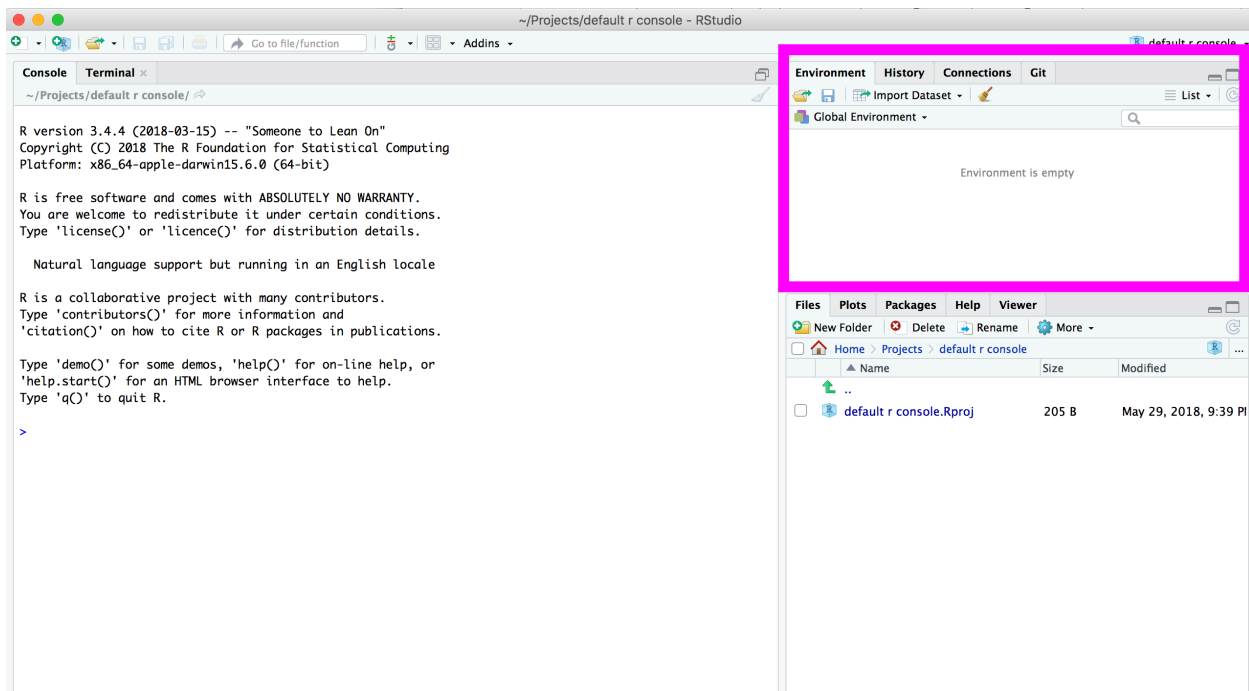 ~/Projects/default r console - RStudio
Go to file/function
Addins
default r console
Console Terminal
~/Projects/default r console/
R version 3.4.4 (2018-03-15) -- "Someone to Lean On"
Copyright (C) 2018 The R Foundation for Statistical Computing
Platform: x86_64-apple-darwin15.6.0 (64-bit)
R is free software and comes with ABSOLUTELY NO WARRANTY.
You are welcome to redistribute it under certain conditions.
Type 'license()' or 'licence()' for distribution details.
Natural language support but running in an English locale
R is a collaborative project with many contributors.
Type 'contributors()' for more information and
'citation()' on how to cite R or R packages in publications.
Type 'demo()' for some demos, 'help()' for on-line help, or
'help.start()' for an HTML browser interface to help.
Type 'q()' to quit R.
>
Environment History Connections Git
Import Dataset List
Global Environment
Environment is empty
Files Plots Packages Help Viewer
New Folder Delete Rename More
Home > Projects > default r console R ...
Name Size Modified
..
default r console.Rproj 205 B May 29, 2018, 9:39 P